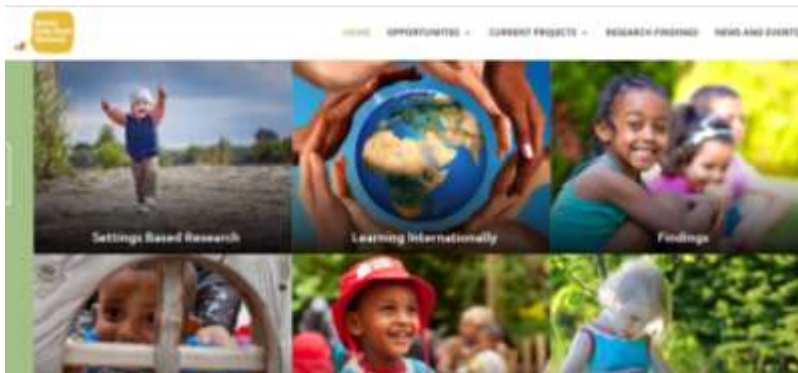 HOME OPPORTUNITIES CURRENT PROJECTS RESEARCH FINDINGS NEWS AND EVENTS
Settings Based Research Learning Internationally Findings